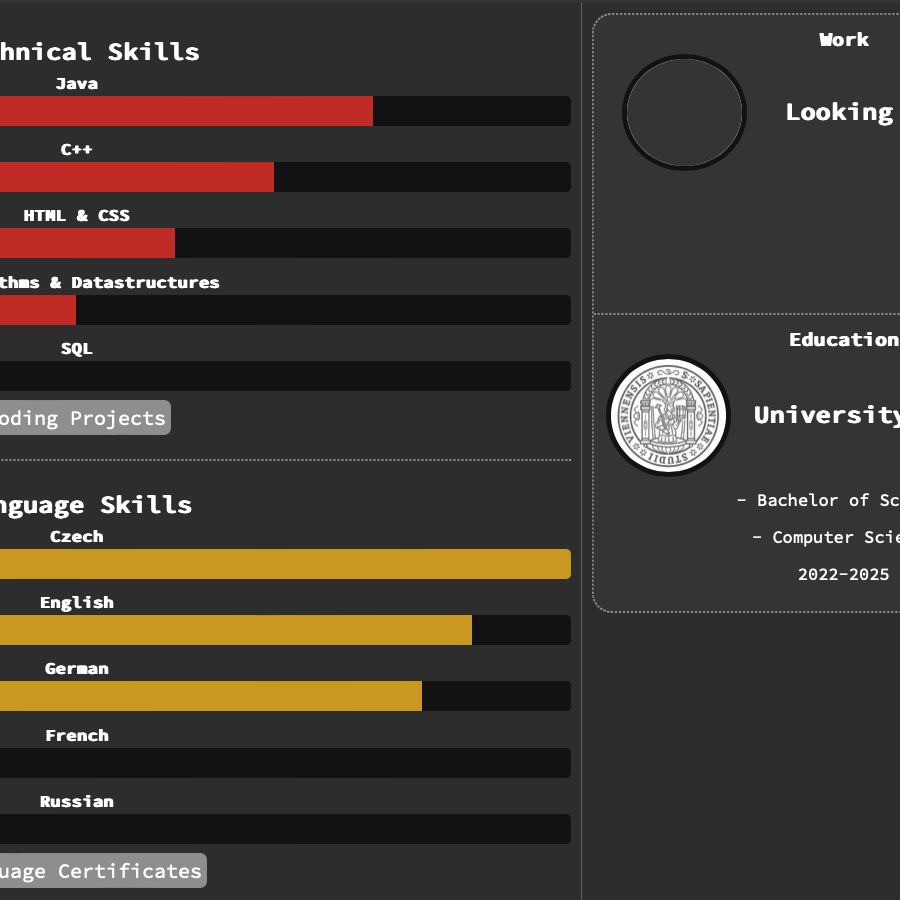 hnical Skills
Java
C++
HTML & CSS
thms & Datastructures
SQL
oding Projects
nguage Skills
Czech
English
German
French
Russian
uage Certificates
Work
Looking
Education
VIENNENSIS S SAPIENTIAE STUDII
University
- Bachelor of Sc
- Computer Scie
2022-2025